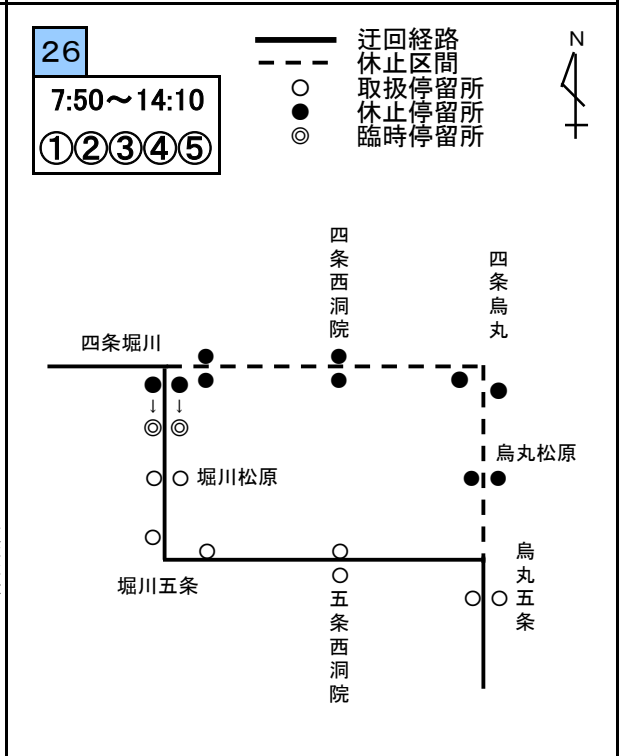 26
7:50～14:10
①②③④⑤
迂回経路
休止区間
取扱停留所
休止停留所
臨時停留所
N
四条西洞院
四条烏丸
四条堀川
↓ ↓
堀川松原
烏丸松原
堀川五条
五条西洞院
烏丸五条